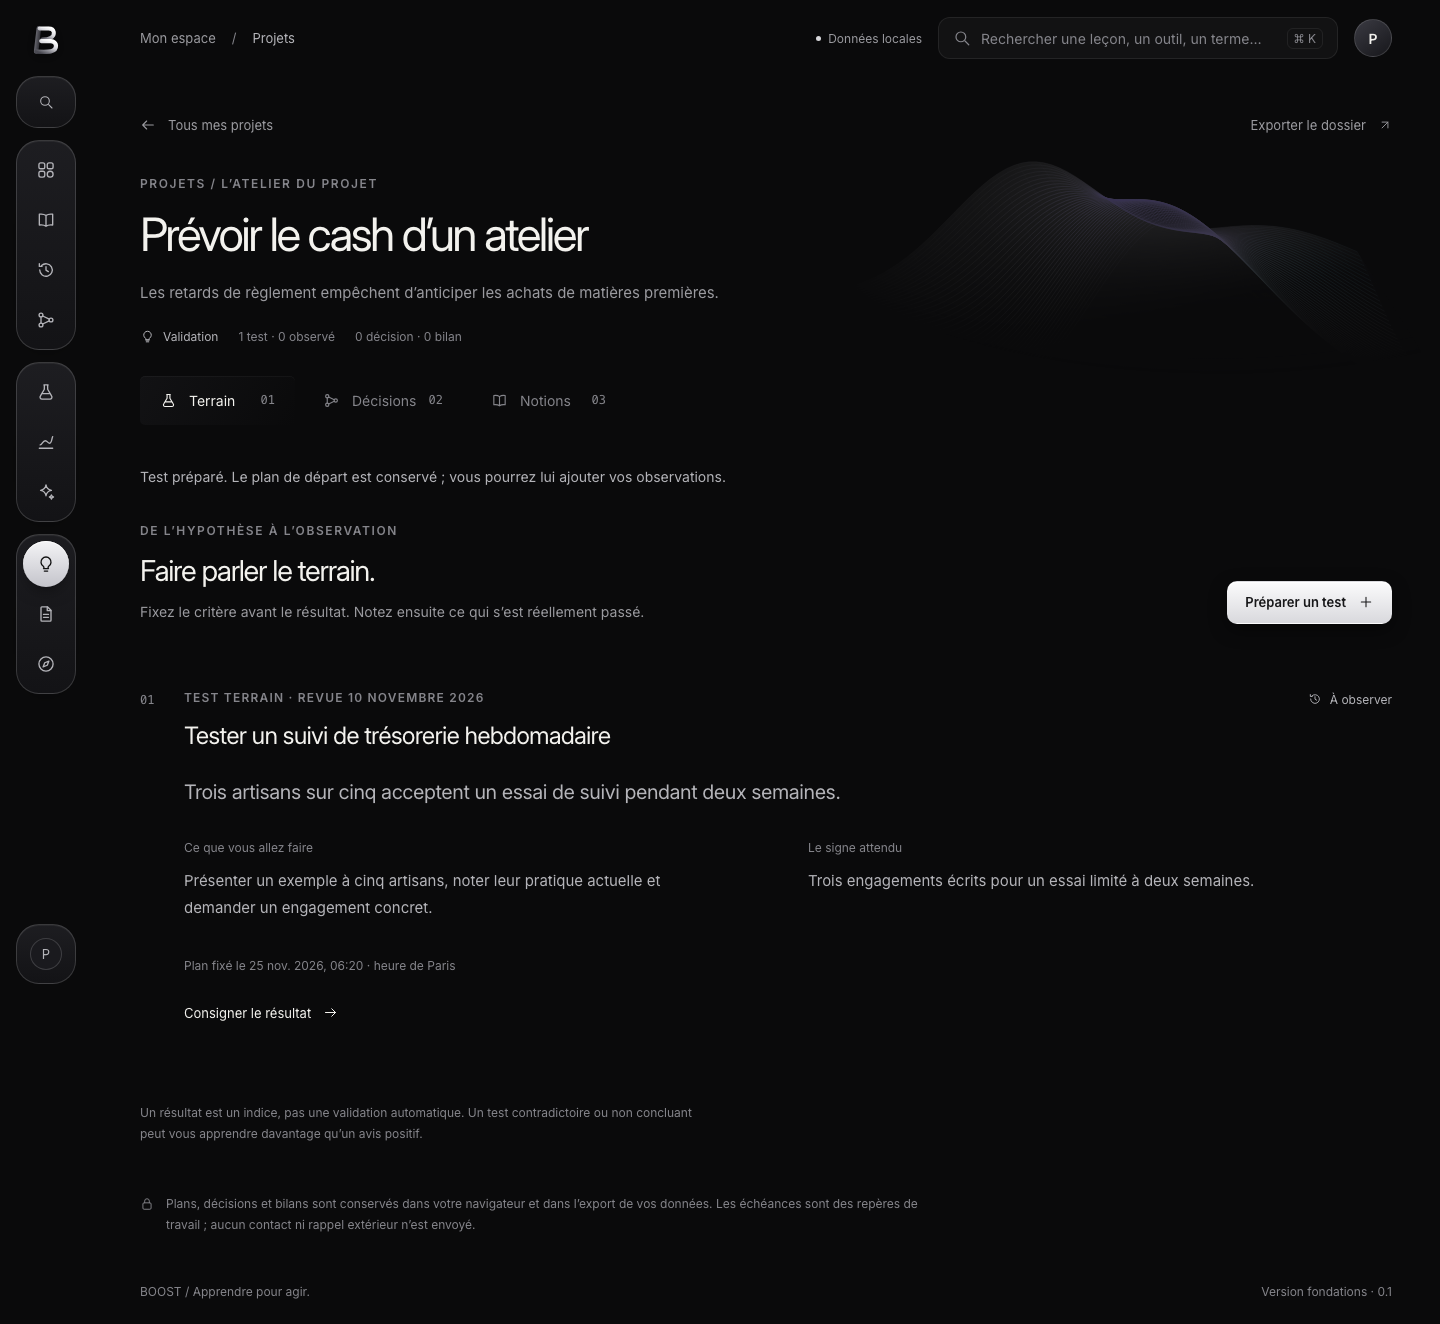 B
Mon espace / Projets
Données locales
Rechercher une leçon, un outil, un terme…
⌘ K
P
Tous mes projets
Exporter le dossier
PROJETS / L’ATELIER DU PROJET
Prévoir le cash d’un atelier
Les retards de règlement empêchent d’anticiper les achats de matières premières.
Validation 1 test · 0 observé 0 décision · 0 bilan
Terrain 01 Décisions 02 Notions 03
Test préparé. Le plan de départ est conservé ; vous pourrez lui ajouter vos observations.
DE L’HYPOTHÈSE À L’OBSERVATION
Faire parler le terrain.
Fixez le critère avant le résultat. Notez ensuite ce qui s’est réellement passé.
Préparer un test
01 TEST TERRAIN · REVUE 10 NOVEMBRE 2026
À observer
Tester un suivi de trésorerie hebdomadaire
Trois artisans sur cinq acceptent un essai de suivi pendant deux semaines.
Ce que vous allez faire
Présenter un exemple à cinq artisans, noter leur pratique actuelle et
demander un engagement concret.
Le signe attendu
Trois engagements écrits pour un essai limité à deux semaines.
P
Plan fixé le 25 nov. 2026, 06:20 · heure de Paris
Consigner le résultat
Un résultat est un indice, pas une validation automatique. Un test contradictoire ou non concluant
peut vous apprendre davantage qu’un avis positif.
Plans, décisions et bilans sont conservés dans votre navigateur et dans l’export de vos données. Les échéances sont des repères de
travail ; aucun contact ni rappel extérieur n’est envoyé.
BOOST / Apprendre pour agir.
Version fondations · 0.1